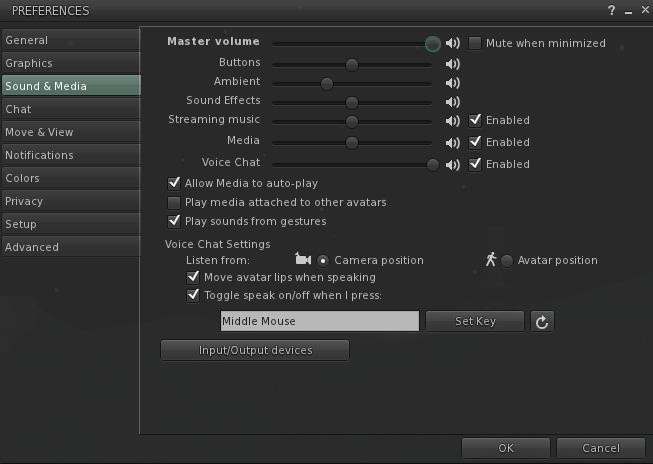 PREFERENCES ?
General
Graphics
Sound & Media
Chat
Move & View
Notifications
Colors
Privacy
Setup
Advanced
Master volume Mute when minimized
Buttons
Ambient
Sound Effects
Streaming music Enabled
Media Enabled
Voice Chat Enabled
Allow Media to auto-play
Play media attached to other avatars
Play sounds from gestures
Voice Chat Settings
Listen from: Camera position Avatar position
Move avatar lips when speaking
Toggle speak on/off when I press:
Middle Mouse Set Key
Input/Output devices
OK Cancel